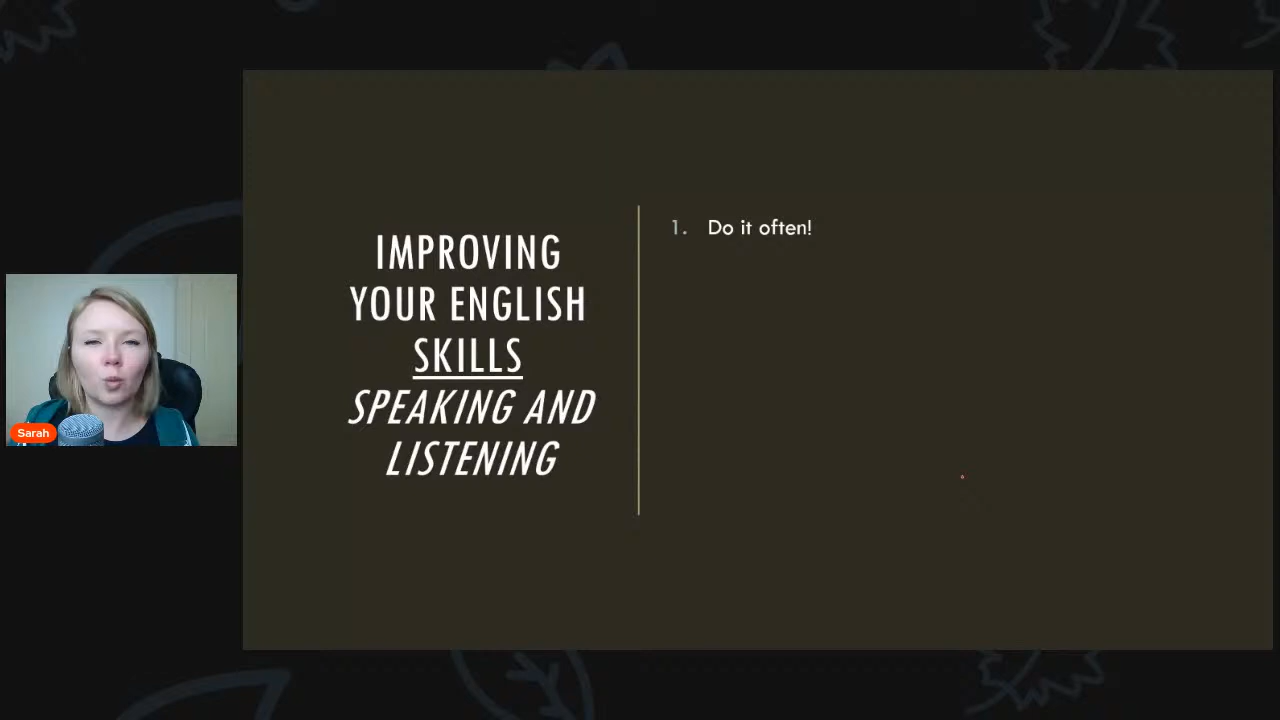 Sarah
IMPROVING
YOUR ENGLISH
SKILLS
SPEAKING AND
LISTENING
1. Do it often!